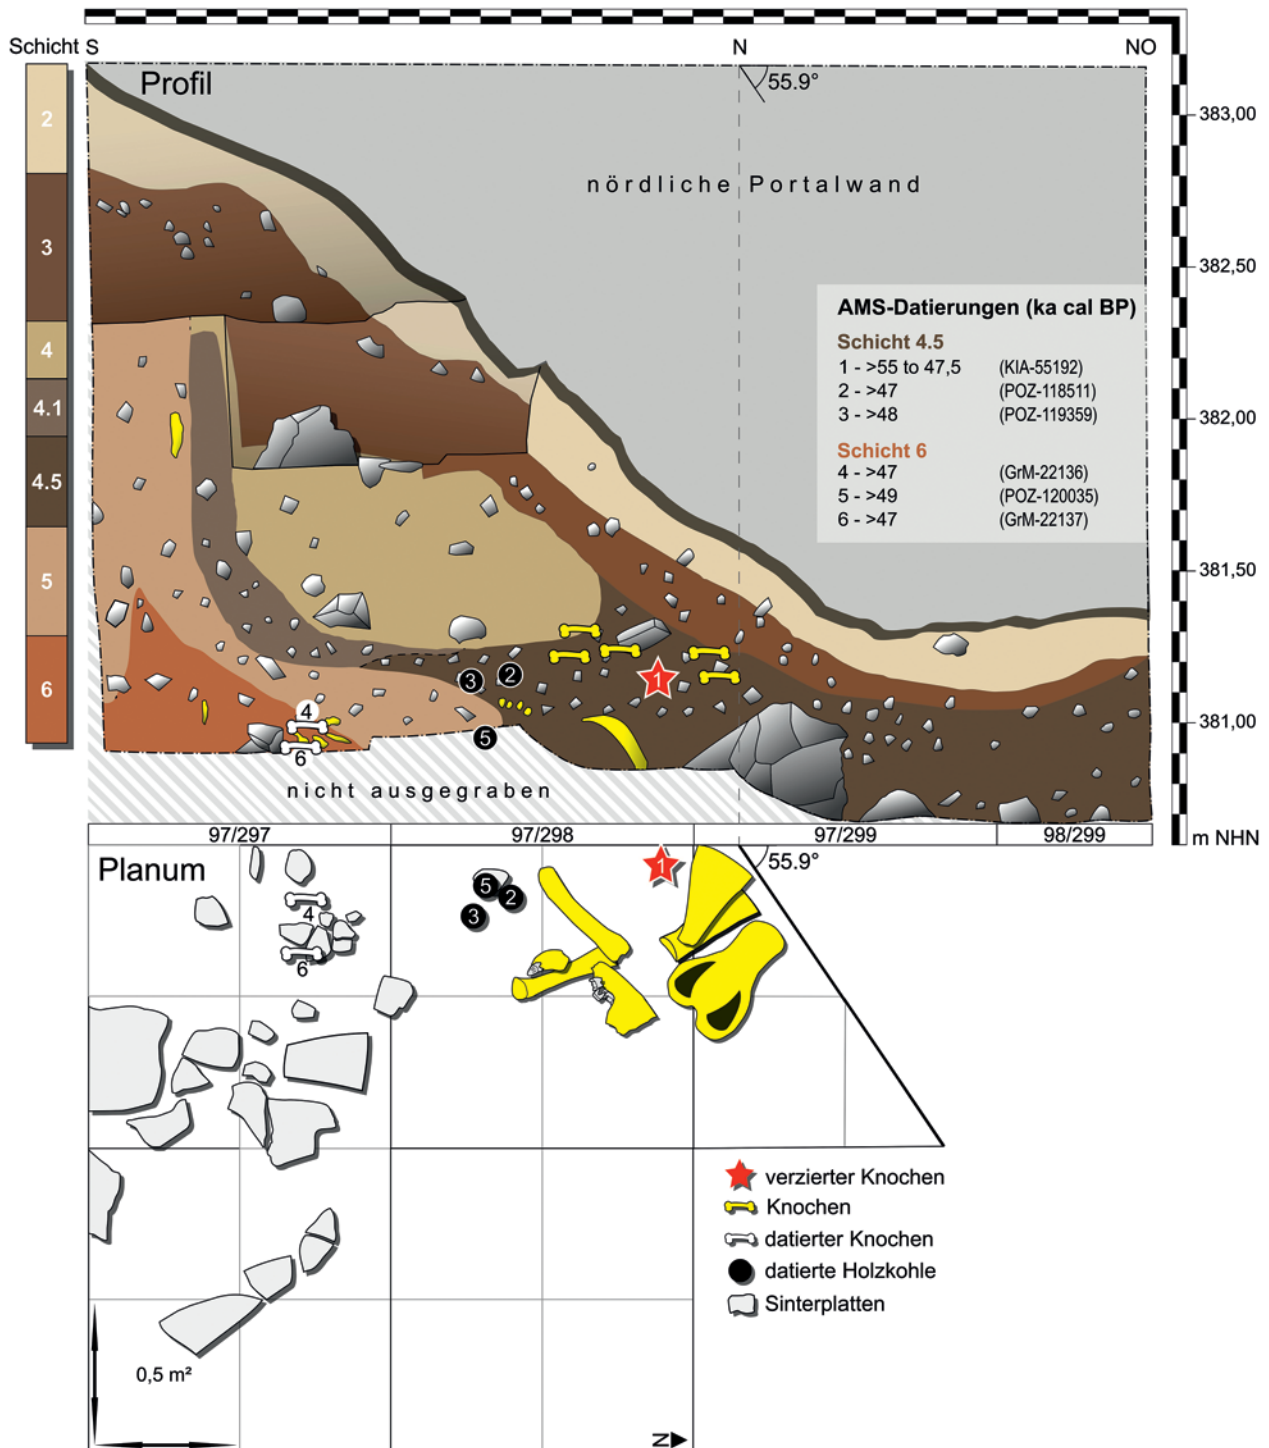 Schicht S N NO
Profil
55.9°
nördliche Portalwand
383,00
382,50
382,00
381,50
381,00
m NHN
2
3
4
4.1
4.5
5
6
AMS-Datierungen (ka cal BP)
Schicht 4.5
1 - >55 to 47,5 (KIA-55192)
2 - >47 (POZ-118511)
3 - >48 (POZ-119359)
Schicht 6
4 - >47 (GrM-22136)
5 - >49 (POZ-120035)
6 - >47 (GrM-22137)
3
2
1
4
5
6
nicht ausgegraben
97/297 97/298 97/299 98/299
Planum
55.9°
1
5
2
3
4
6
verzierter Knochen
Knochen
datierter Knochen
datierte Holzkohle
Sinterplatten
0,5 m²
N